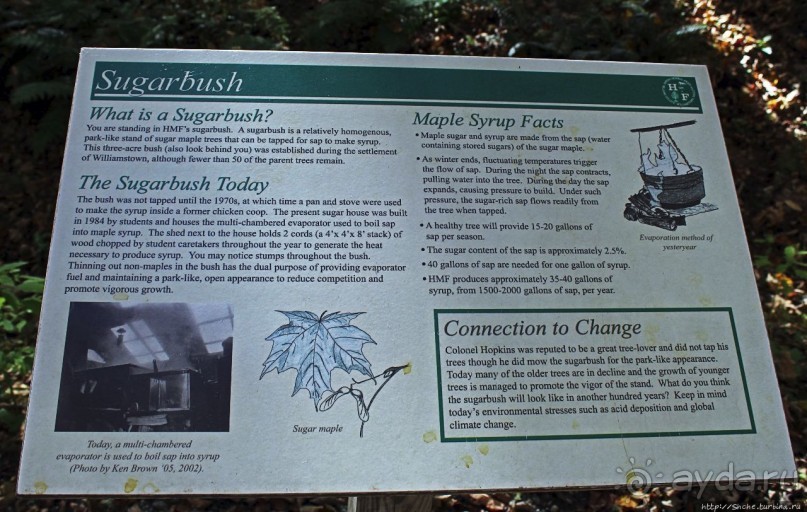 Sugarbush
H F
What is a Sugarbush?
You are standing in HMF's sugarbush. A sugarbush is a relatively homogenous,
park-like stand of sugar maple trees that can be tapped for sap to make syrup.
This three-acre bush (also look behind you) was established during the settlement
of Williamstown, although fewer than 50 of the parent trees remain.
The Sugarbush Today
The bush was not tapped until the 1970s, at which time a pan and stove were used
to make the syrup inside a former chicken coop. The present sugar house was built
in 1984 by students and houses the multi-chambered evaporator used to boil sap
into maple syrup. The shed next to the house holds 2 cords (a 4'x 4'x 8' stack) of
wood chopped by student caretakers throughout the year to generate the heat
necessary to produce syrup. You may notice stumps throughout the bush.
Thinning out non-maples in the bush has the dual purpose of providing evaporator
fuel and maintaining a park-like, open appearance to reduce competition and
promote vigorous growth.
Today, a multi-chambered
evaporator is used to boil sap into syrup
(Photo by Ken Brown '05, 2002).
Sugar maple
Maple Syrup Facts
• Maple sugar and syrup are made from the sap (water
containing stored sugars) of the sugar maple.
• As winter ends, fluctuating temperatures trigger
the flow of sap. During the night the sap contracts,
pulling water into the tree. During the day the sap
expands, causing pressure to build. Under such
pressure, the sugar-rich sap flows readily from
the tree when tapped.
• A healthy tree will provide 15-20 gallons of
sap per season.
• The sugar content of the sap is approximately 2.5%.
• 40 gallons of sap are needed for one gallon of syrup.
• HMF produces approximately 35-40 gallons of
syrup, from 1500-2000 gallons of sap, per year.
Evaporation method of
yesteryear
Connection to Change
Colonel Hopkins was reputed to be a great tree-lover and did not tap his
trees though he did mow the sugarbush for the park-like appearance.
Today many of the older trees are in decline and the growth of younger
trees is managed to promote the vigor of the stand. What do you think
the sugarbush will look like in another hundred years? Keep in mind
today's environmental stresses such as acid deposition and global
climate change.
ayda.ru
http://Shche.turbina.ru